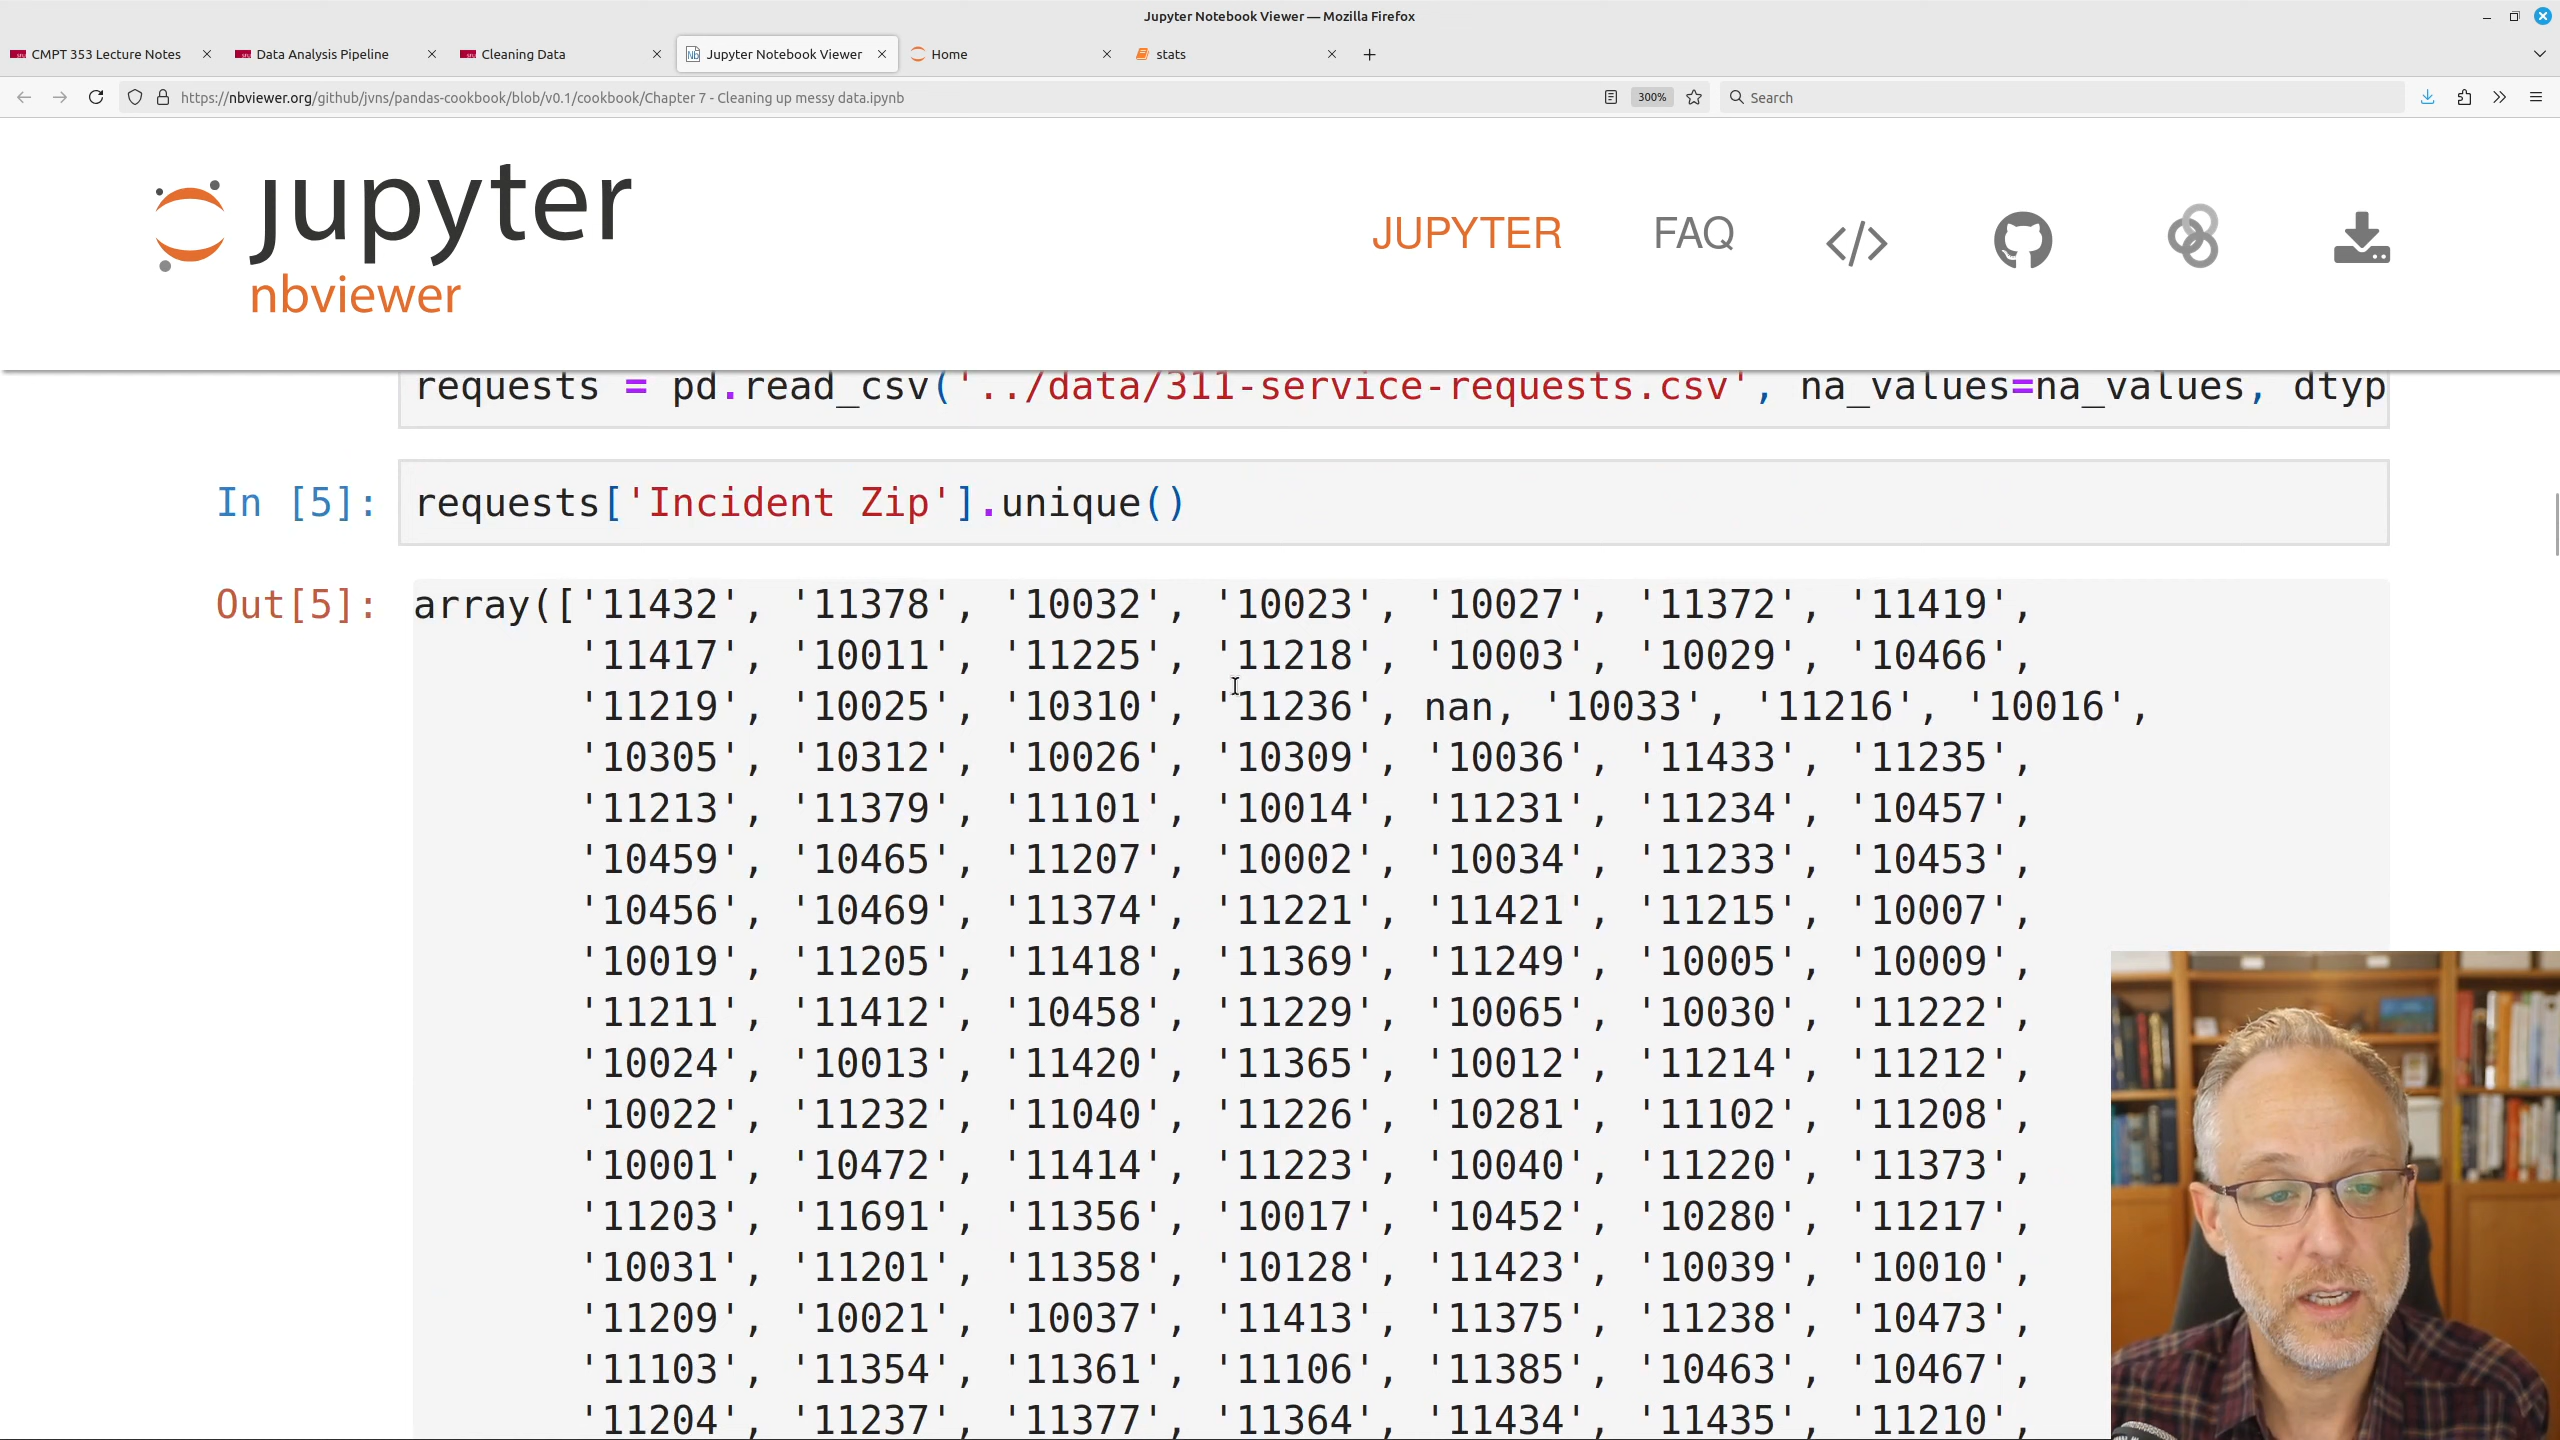 Jupyter Notebook Viewer — Mozilla Firefox
CMPT 353 Lecture Notes
Data Analysis Pipeline
Cleaning Data
Jupyter Notebook Viewer
Home
stats
https://nbviewer.org/github/jvns/pandas-cookbook/blob/v0.1/cookbook/Chapter 7 - Cleaning up messy data.ipynb
300%
Search
jupyter
nbviewer
JUPYTER
FAQ
requests = pd.read_csv('../data/311-service-requests.csv', na_values=na_values, dtyp
In [5]: requests['Incident Zip'].unique()
Out[5]: array(['11432', '11378', '10032', '10023', '10027', '11372', '11419',
'11417', '10011', '11225', '11218', '10003', '10029', '10466',
'11219', '10025', '10310', '11236', nan, '10033', '11216', '10016',
'10305', '10312', '10026', '10309', '10036', '11433', '11235',
'11213', '11379', '11101', '10014', '11231', '11234', '10457',
'10459', '10465', '11207', '10002', '10034', '11233', '10453',
'10456', '10469', '11374', '11221', '11421', '11215', '10007',
'10019', '11205', '11418', '11369', '11249', '10005', '10009',
'11211', '11412', '10458', '11229', '10065', '10030', '11222',
'10024', '10013', '11420', '11365', '10012', '11214', '11212',
'10022', '11232', '11040', '11226', '10281', '11102', '11208',
'10001', '10472', '11414', '11223', '10040', '11220', '11373',
'11203', '11691', '11356', '10017', '10452', '10280', '11217',
'10031', '11201', '11358', '10128', '11423', '10039', '10010',
'11209', '10021', '10037', '11413', '11375', '11238', '10473',
'11103', '11354', '11361', '11106', '11385', '10463', '10467',
'11204', '11237', '11377', '11364', '11434', '11435', '11210',